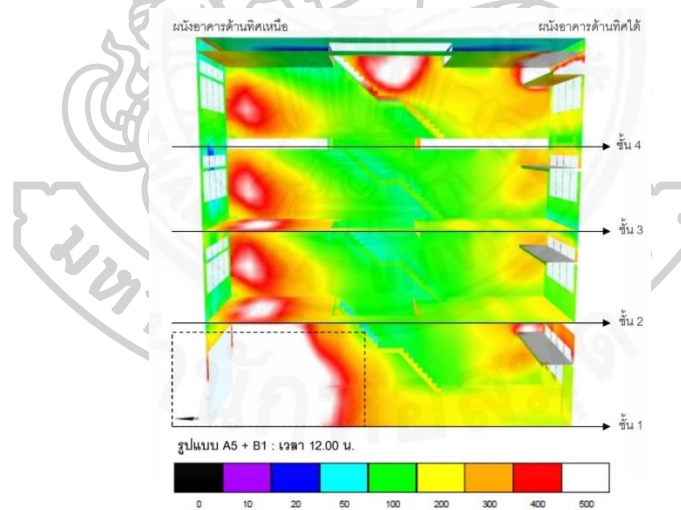 ผนังอาคารด้านทิศเหนือ ผนังอาคารด้านทิศใต้
ชั้น 4
ชั้น 3
ชั้น 2
ชั้น 1
รูปแบบ A5 + B1 : เวลา 12.00 น.
0 10 20 50 100 200 300 400 500